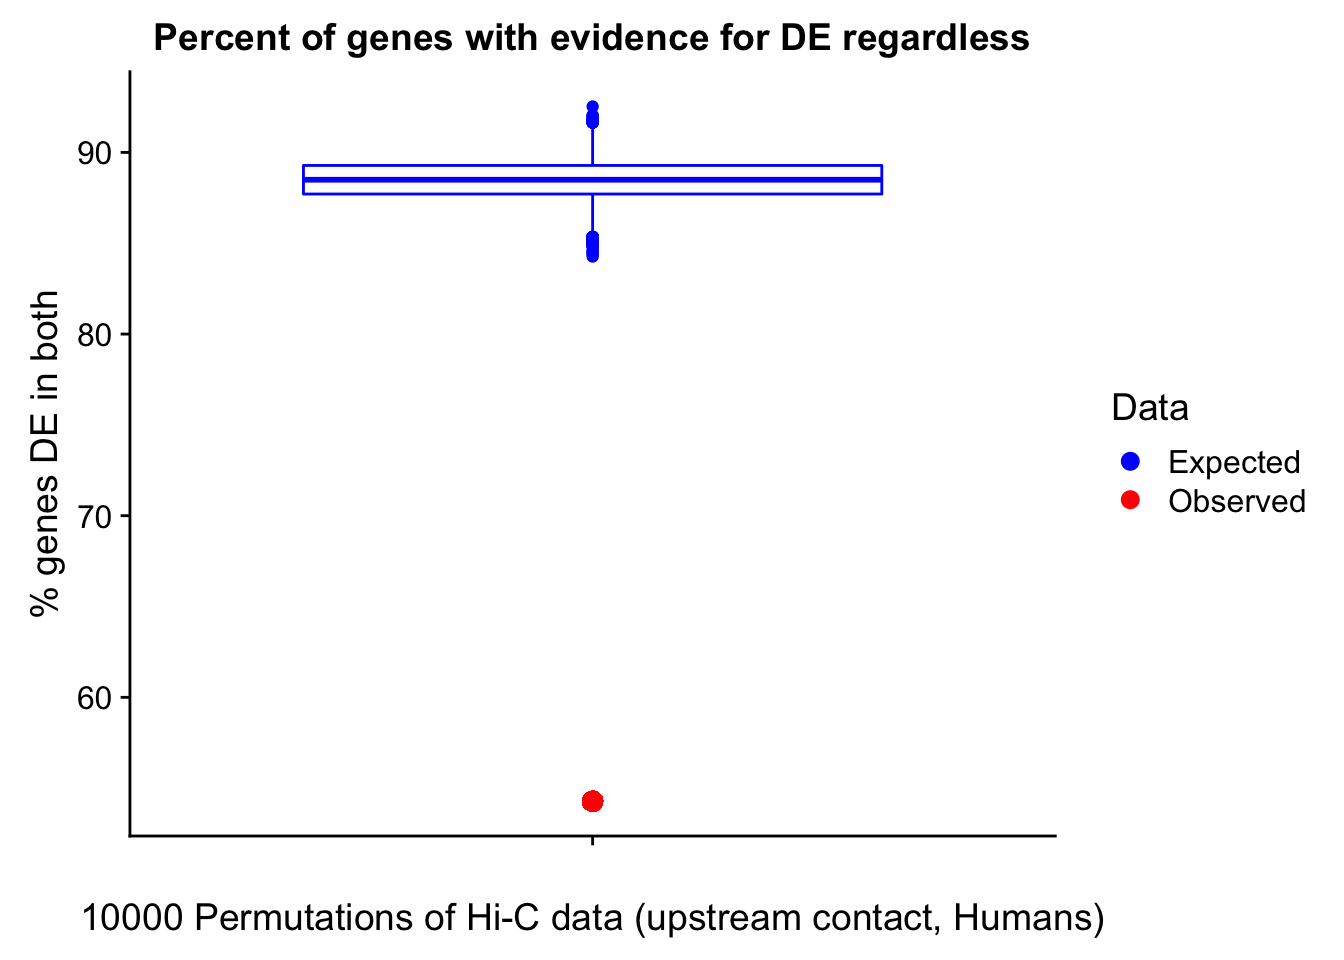 Percent of genes with evidence for DE regardless
% genes DE in both
90
80
70
60
Data
Expected
Observed
10000 Permutations of Hi-C data (upstream contact, Humans)